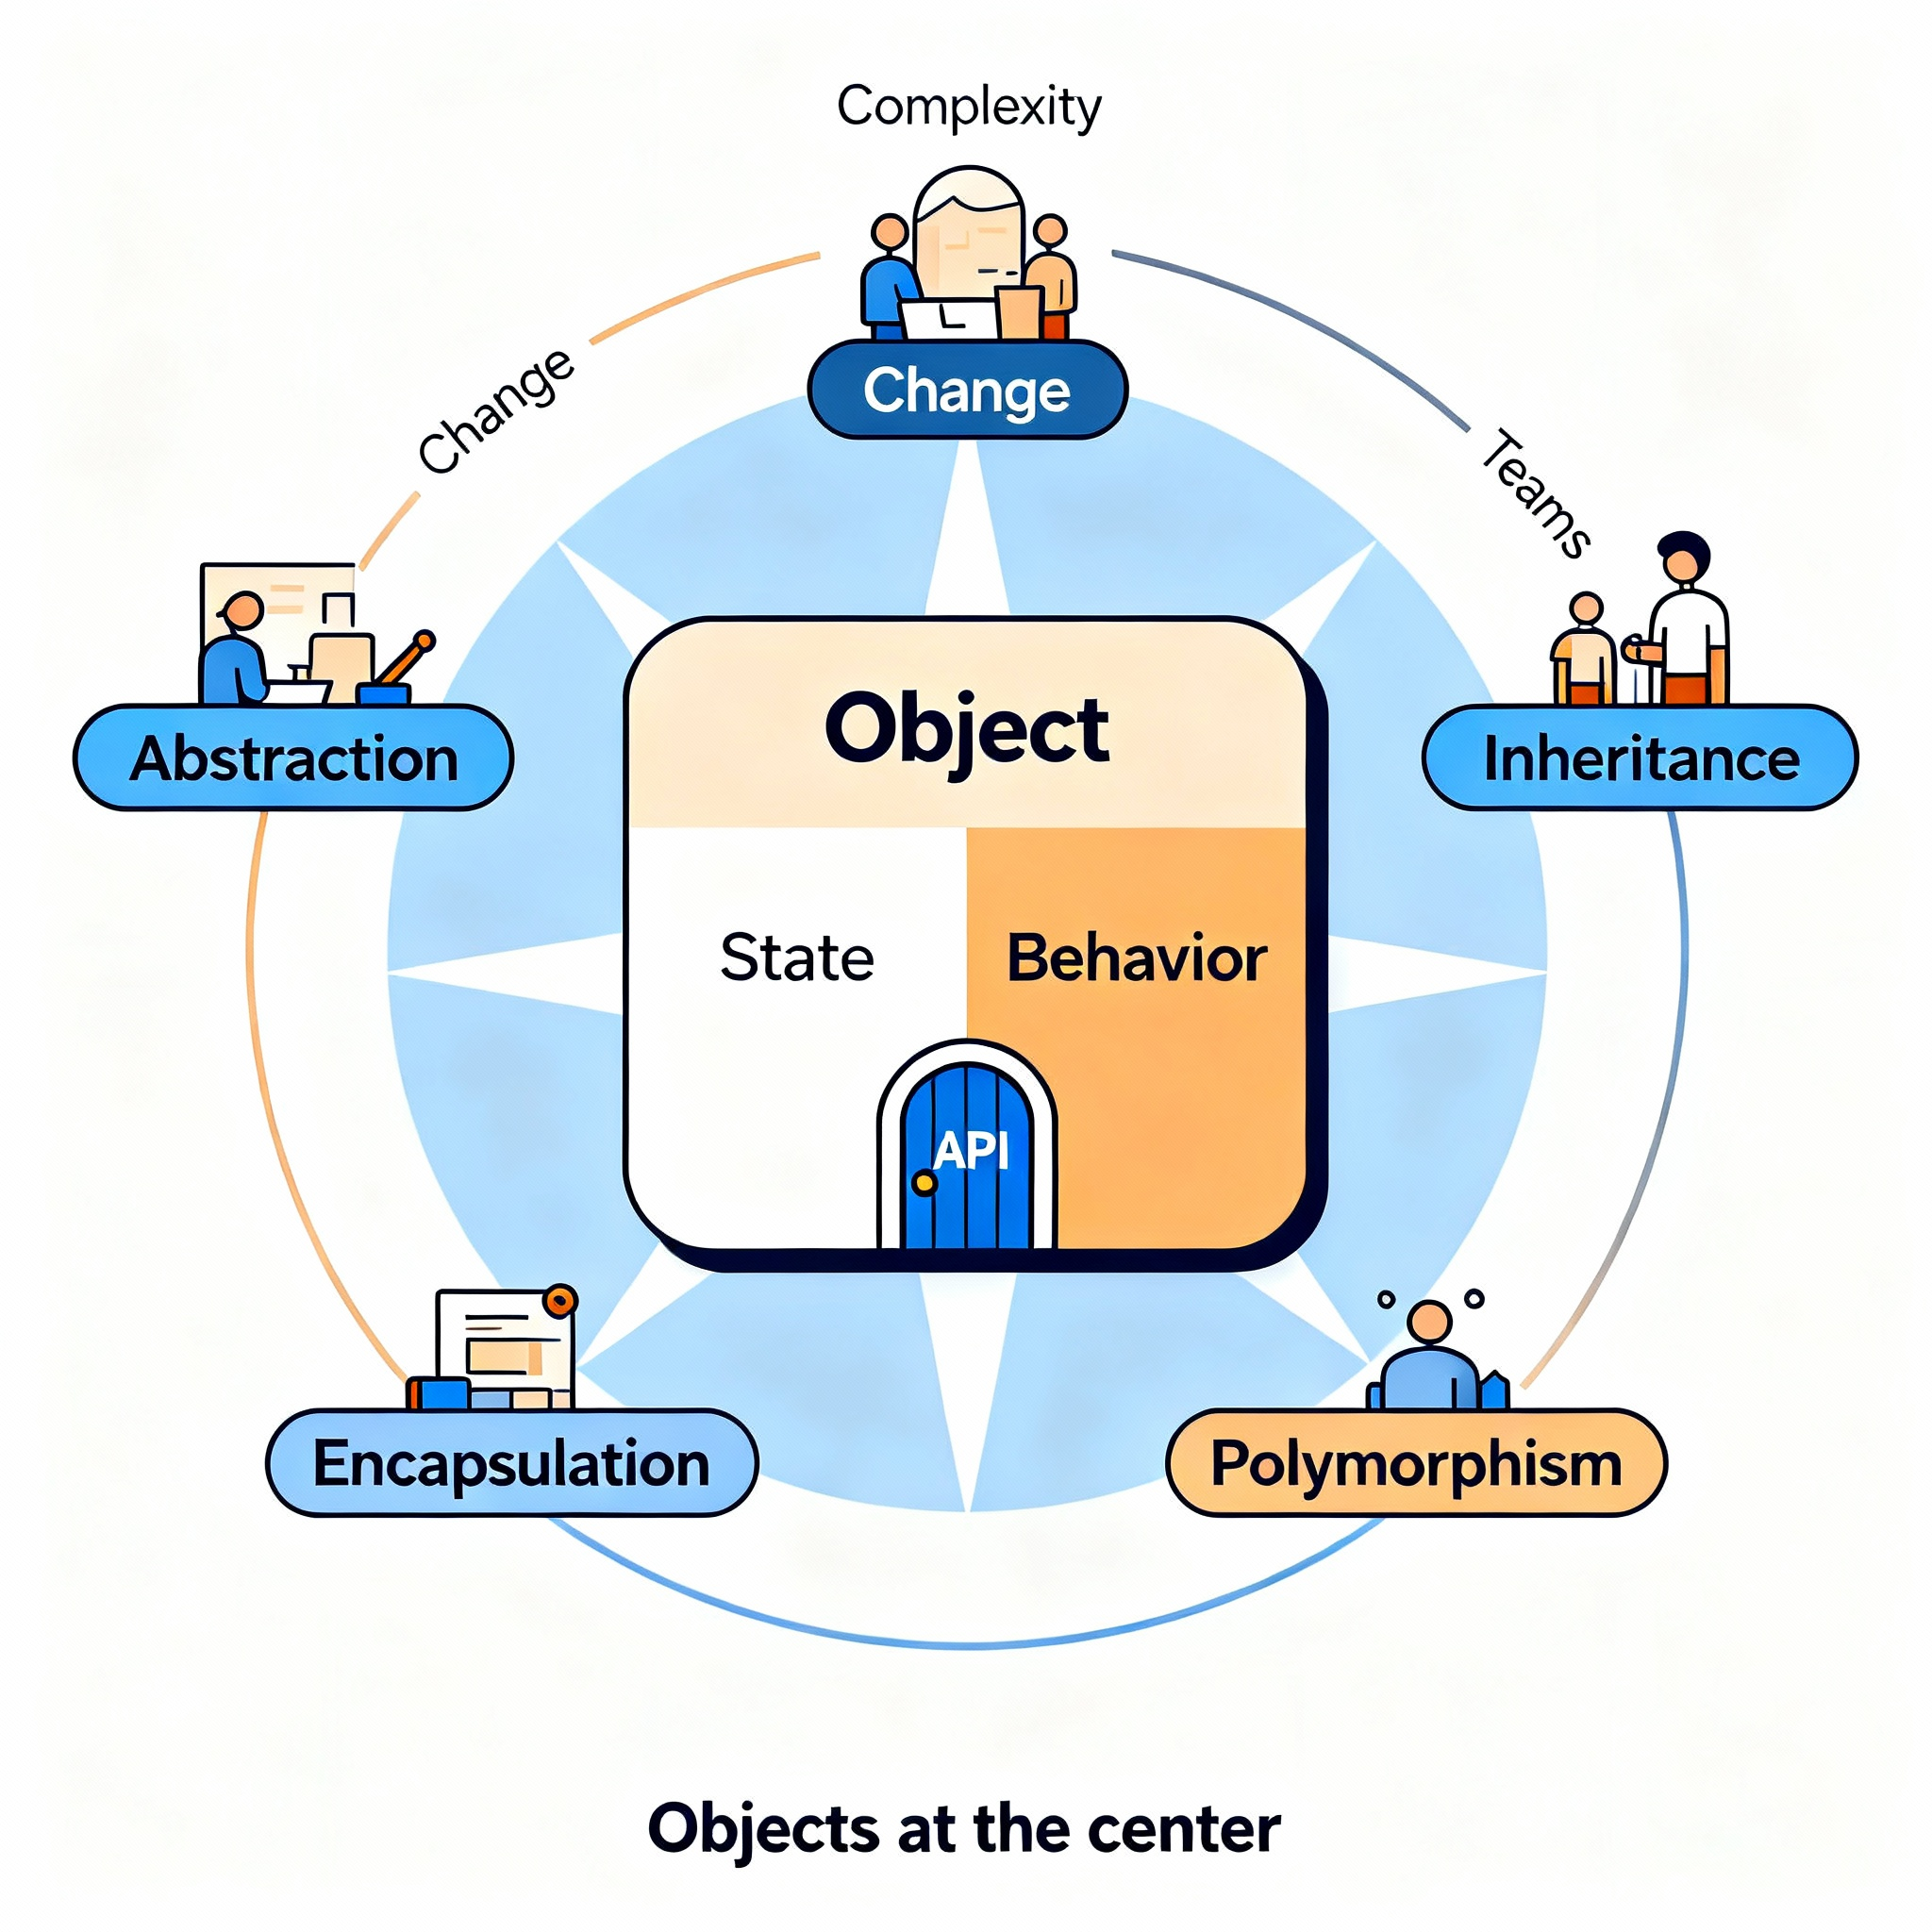 Complexity
Change
Change
Teams
Abstraction
Inheritance
Object
State
Behavior
API
Encapsulation
Polymorphism
Objects at the center